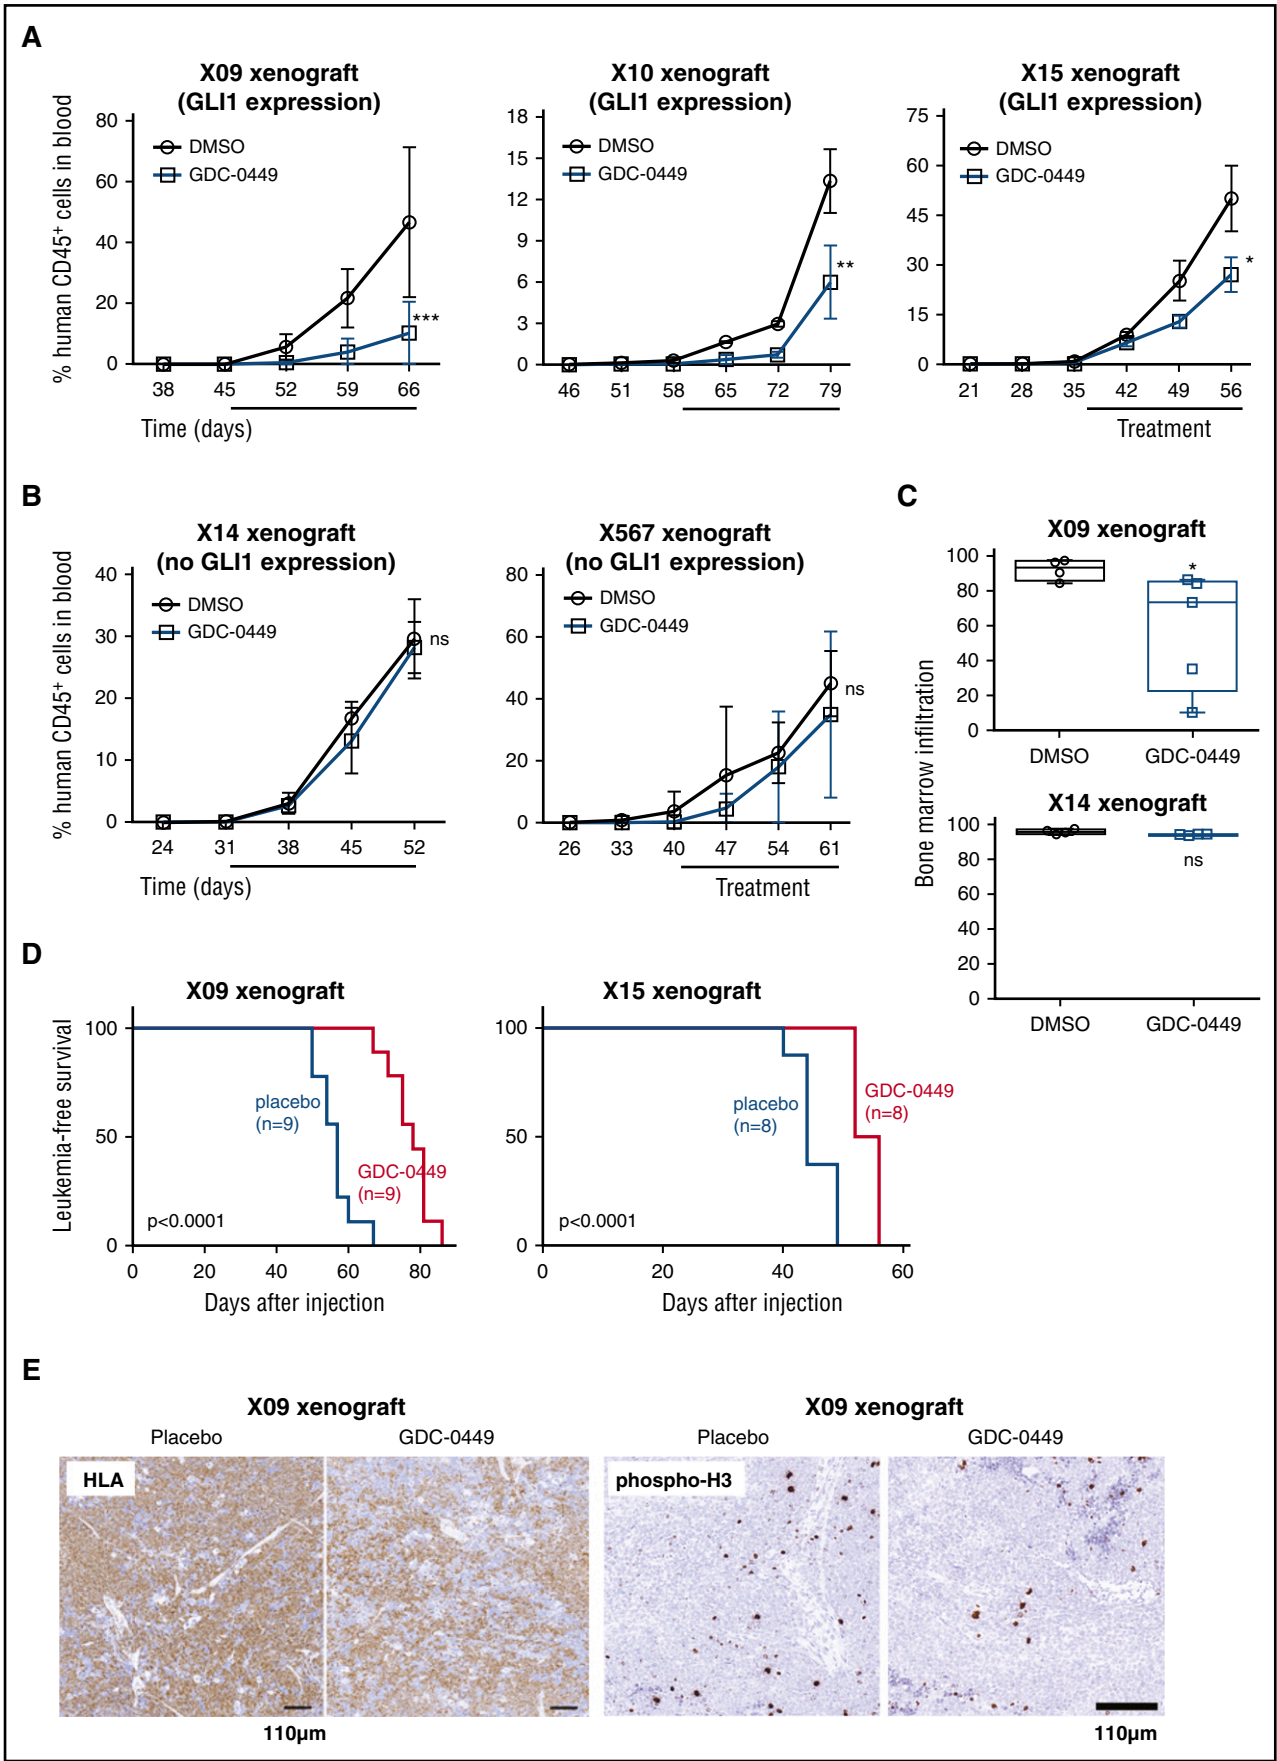 A
X09 xenograft
(GLI1 expression)
% human CD45+ cells in blood
80
60
40
20
0
DMSO
GDC-0449
***
38 45 52 59 66
Time (days)
X10 xenograft
(GLI1 expression)
18
15
12
9
6
3
0
DMSO
GDC-0449
**
46 51 58 65 72 79
X15 xenograft
(GLI1 expression)
75
60
45
30
15
0
DMSO
GDC-0449
*
21 28 35 42 49 56
Treatment
B
X14 xenograft
(no GLI1 expression)
% human CD45+ cells in blood
40
30
20
10
0
DMSO
GDC-0449
ns
24 31 38 45 52
Time (days)
X567 xenograft
(no GLI1 expression)
80
60
40
20
0
DMSO
GDC-0449
ns
26 33 40 47 54 61
Treatment
C
Bone marrow infiltration
X09 xenograft
100
80
60
40
20
0
*
DMSO GDC-0449
X14 xenograft
100
80
60
40
20
0
ns
DMSO GDC-0449
D
X09 xenograft
Leukemia-free survival
100
50
0
placebo
(n=9)
GDC-0449
(n=9)
p<0.0001
0 20 40 60 80
Days after injection
X15 xenograft
100
50
0
placebo
(n=8)
GDC-0449
(n=8)
p<0.0001
0 20 40 60
Days after injection
E
X09 xenograft
Placebo GDC-0449
HLA
110µm
X09 xenograft
Placebo GDC-0449
phospho-H3
110µm